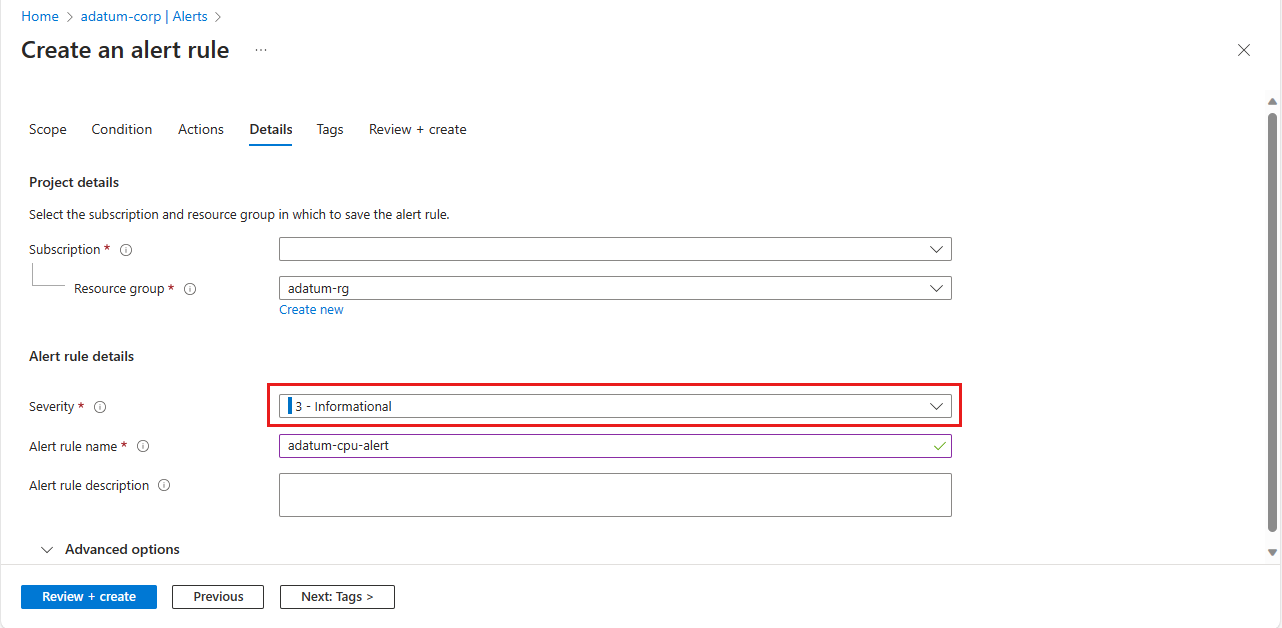 Home > adatum-corp | Alerts >
Create an alert rule ...
Scope Condition Actions Details Tags Review + create
Project details
Select the subscription and resource group in which to save the alert rule.
Subscription *
Resource group * adatum-rg
Create new
Alert rule details
Severity * 3 - Informational
Alert rule name * adatum-cpu-alert
Alert rule description
Advanced options
Review + create Previous Next: Tags >